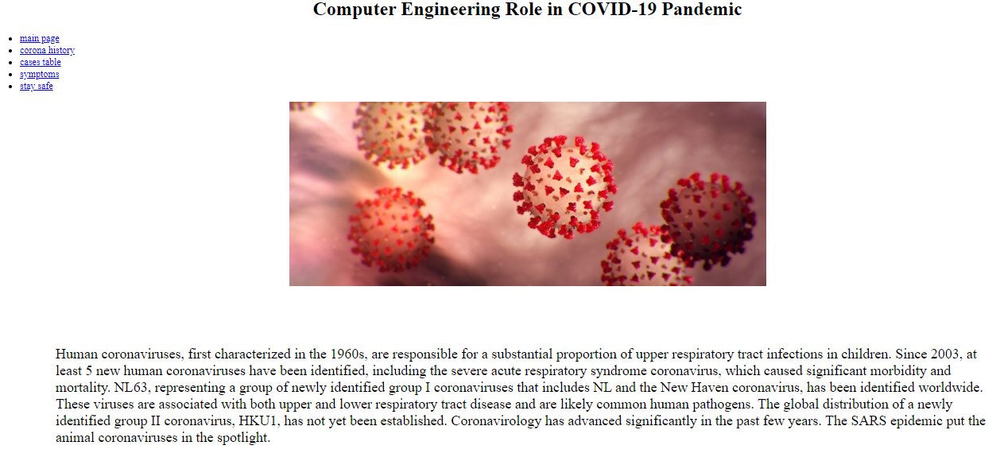 Computer Engineering Role in COVID-19 Pandemic
main page
corona history
cases table
symptoms
stay safe
Human coronaviruses, first characterized in the 1960s, are responsible for a substantial proportion of upper respiratory tract infections in children. Since 2003, at
least 5 new human coronaviruses have been identified, including the severe acute respiratory syndrome coronavirus, which caused significant morbidity and
mortality. NL63, representing a group of newly identified group I coronaviruses that includes NL and the New Haven coronavirus, has been identified worldwide.
These viruses are associated with both upper and lower respiratory tract disease and are likely common human pathogens. The global distribution of a newly
identified group II coronavirus, HKU1, has not yet been established. Coronavirology has advanced significantly in the past few years. The SARS epidemic put the
animal coronaviruses in the spotlight.